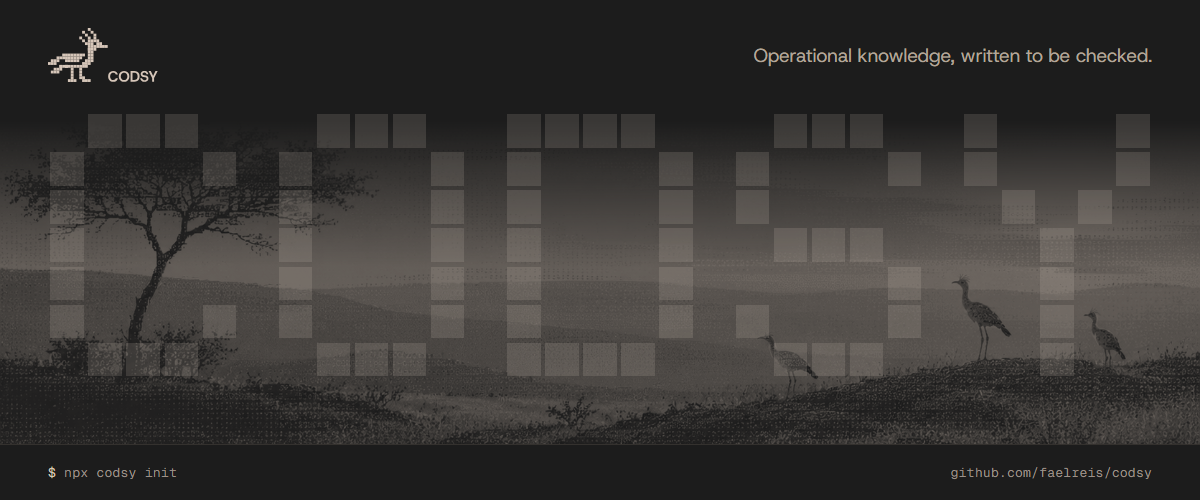 CODSY
Operational knowledge, written to be checked.
CODSY
$ npx codsy init
github.com/faelreis/codsy